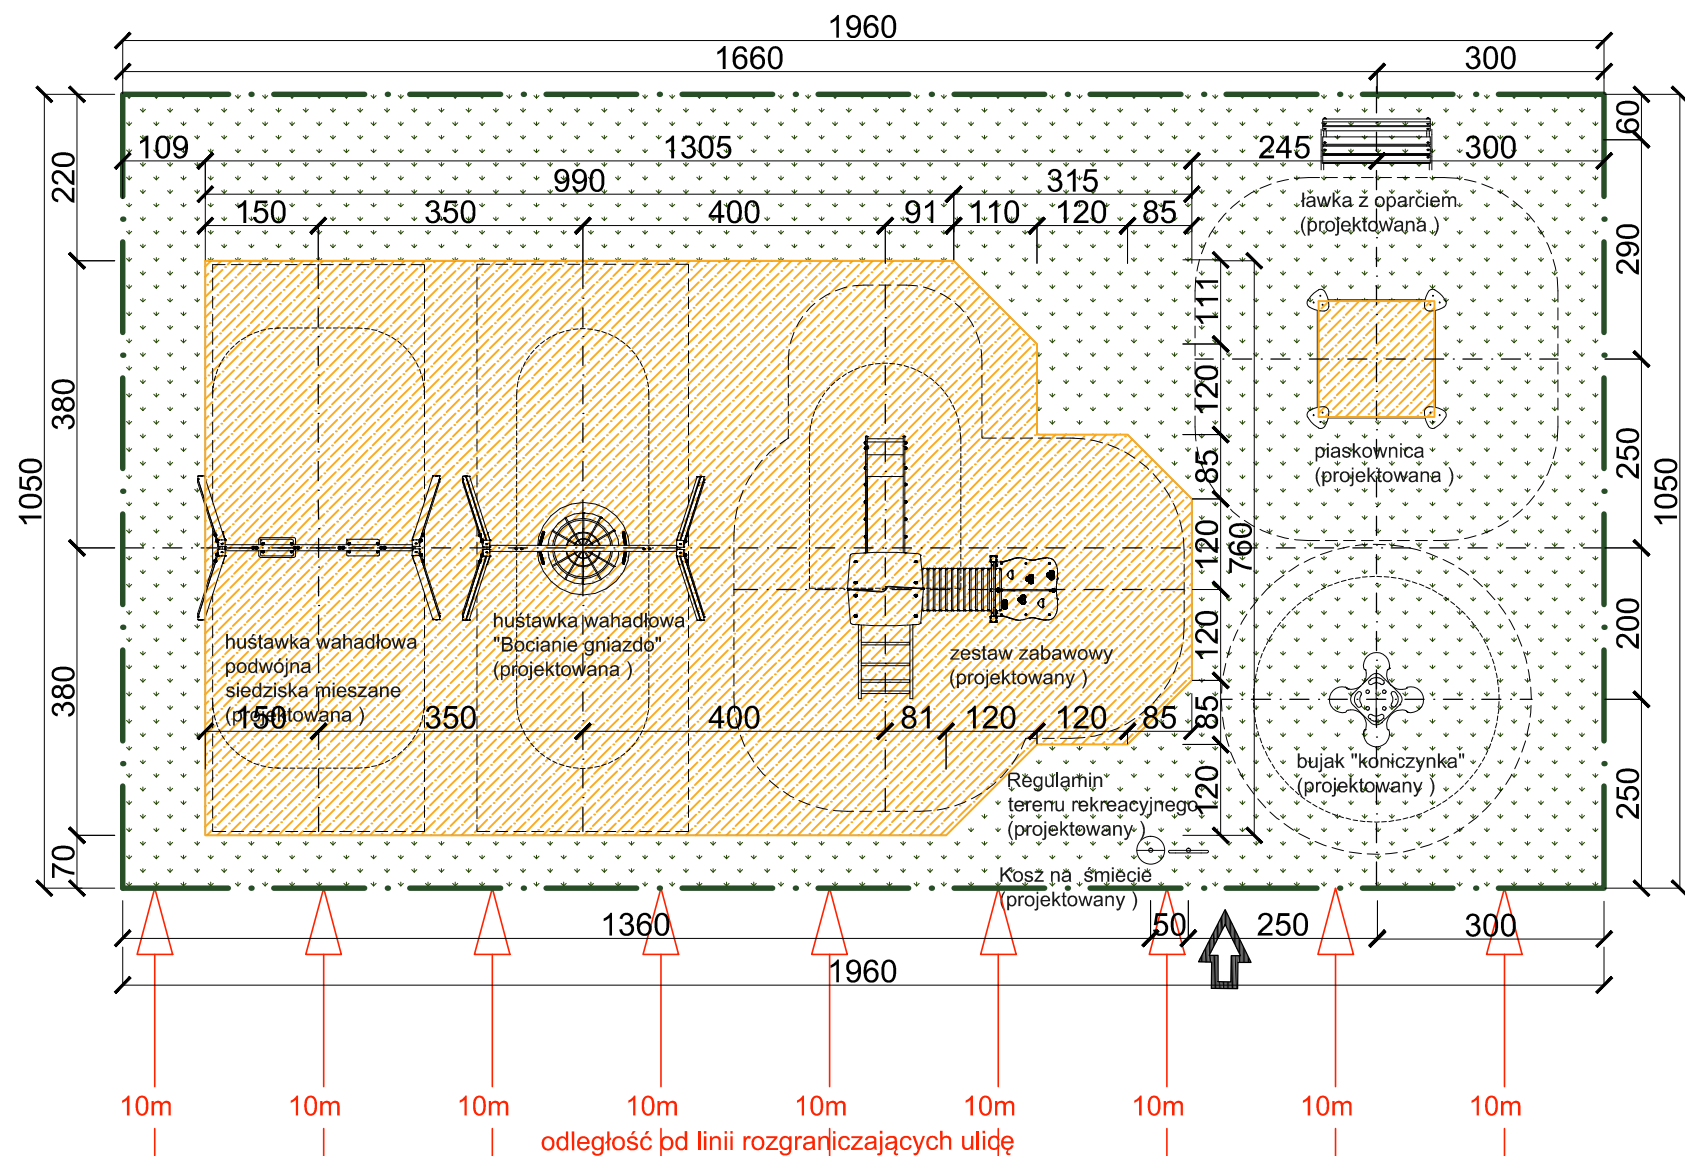 1960
1660 300
109 1305 245 300
990 315
150 350 400 91 110 120 85
220
380
380
70
1050
60
290
250
200
250
1050
111
120
85
120
120
85
120
760
ławka z oparciem
(projektowana )
piaskownica
(projektowana )
huśtawka wahadłowa
podwójna
siedziska mieszane
(projektowana )
huśtawka wahadłowa
"Bocianie gniazdo"
(projektowana )
zestaw zabawowy
(projektowany )
150 350 400 81 120 120 85
bujak "koniczynka"
(projektowany )
Regulamin
terenu rekreacyjnego
(projektowany )
Kosz na śmiecie
(projektowany )
1360 50 250 300
1960
10m 10m 10m 10m 10m 10m 10m 10m 10m
odległość od linii rozgraniczających ulicę